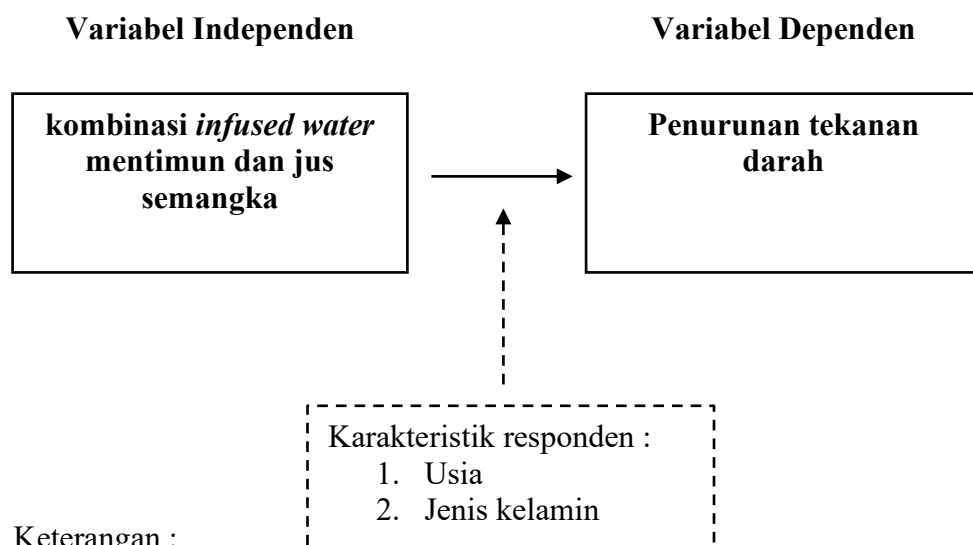 Variabel Independen
Variabel Dependen
kombinasi infused water
mentimun dan jus
semangka
Penurunan tekanan
darah
Karakteristik responden :
1. Usia
2. Jenis kelamin
Keterangan :